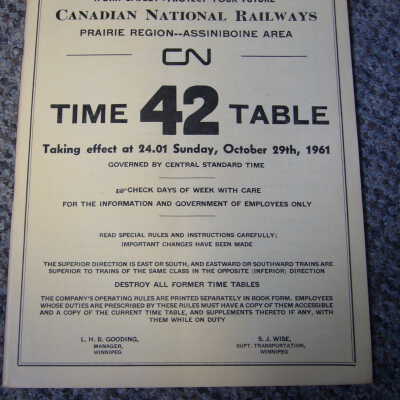 CANADIAN NATIONAL RAILWAYS
PRAIRIE REGION--ASSINIBOINE AREA
CN
TIME 42 TABLE
Taking effect at 24.01 Sunday, October 29th, 1961
GOVERNED BY CENTRAL STANDARD TIME
☞CHECK DAYS OF WEEK WITH CARE
FOR THE INFORMATION AND GOVERNMENT OF EMPLOYEES ONLY
READ SPECIAL RULES AND INSTRUCTIONS CAREFULLY;
IMPORTANT CHANGES HAVE BEEN MADE
THE SUPERIOR DIRECTION IS EAST OR SOUTH, AND EASTWARD OR SOUTHWARD TRAINS ARE
SUPERIOR TO TRAINS OF THE SAME CLASS IN THE OPPOSITE (INFERIOR) DIRECTION
DESTROY ALL FORMER TIME TABLES
THE COMPANY'S OPERATING RULES ARE PRINTED SEPARATELY IN BOOK FORM. EMPLOYEES
WHOSE DUTIES ARE PRESCRIBED BY THESE RULES MUST HAVE A COPY OF THEM ACCESSIBLE
AND A COPY OF THE CURRENT TIME TABLE, AND SUPPLEMENTS THERETO IF ANY, WITH
THEM WHILE ON DUTY
L. H. B. GOODING,
MANAGER,
WINNIPEG
S. J. WISE,
SUPT. TRANSPORTATION,
WINNIPEG